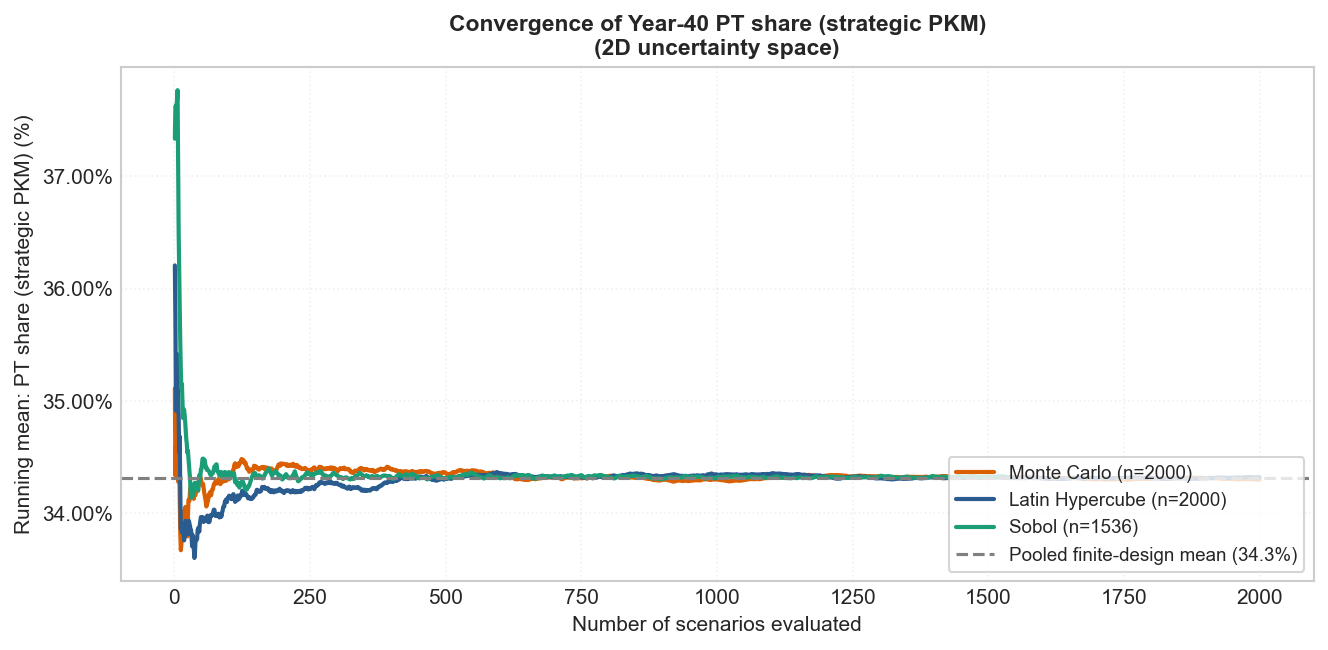 Convergence of Year-40 PT share (strategic PKM)
(2D uncertainty space)
Running mean: PT share (strategic PKM) (%)
37.00%
36.00%
35.00%
34.00%
0 250 500 750 1000 1250 1500 1750 2000
Number of scenarios evaluated
Monte Carlo (n=2000)
Latin Hypercube (n=2000)
Sobol (n=1536)
Pooled finite-design mean (34.3%)